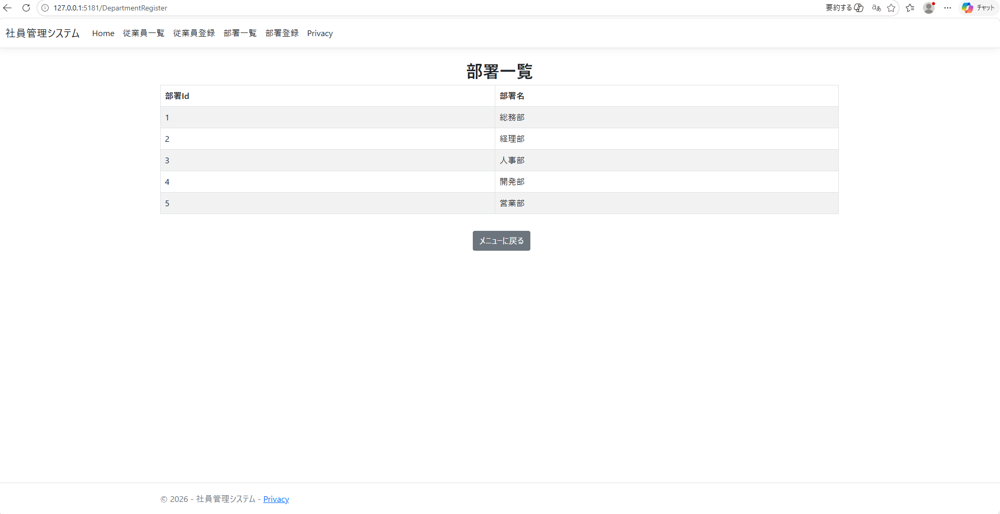 127.0.0.1:5181/DepartmentRegister 要約する aあ チャット
社員管理システム Home 従業員一覧 従業員登録 部署一覧 部署登録 Privacy
部署一覧
部署Id 部署名
1 総務部
2 経理部
3 人事部
4 開発部
5 営業部
メニューに戻る
© 2026 - 社員管理システム - Privacy